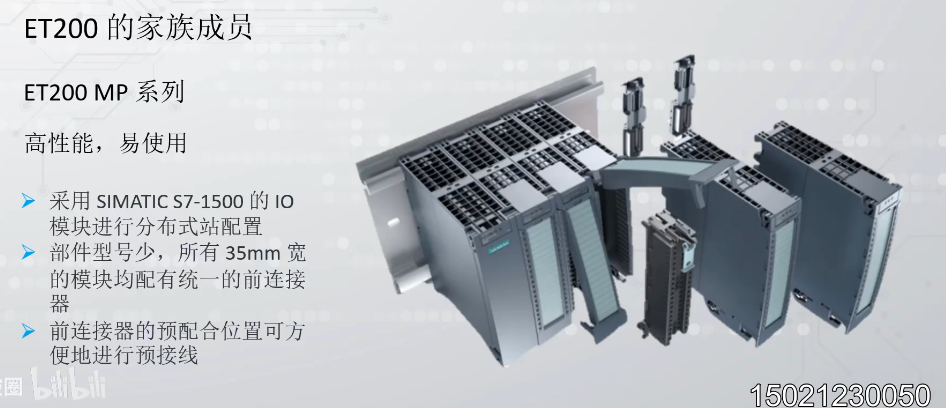 ET200 的家族成员
ET200 MP 系列
高性能，易使用
采用 SIMATIC S7-1500 的 IO
模块进行分布式站配置
部件型号少，所有 35mm 宽
的模块均配有统一的前连接
器
前连接器的预配合位置可方
便地进行预接线
SIEMENS
圈 bilibili
15021230050